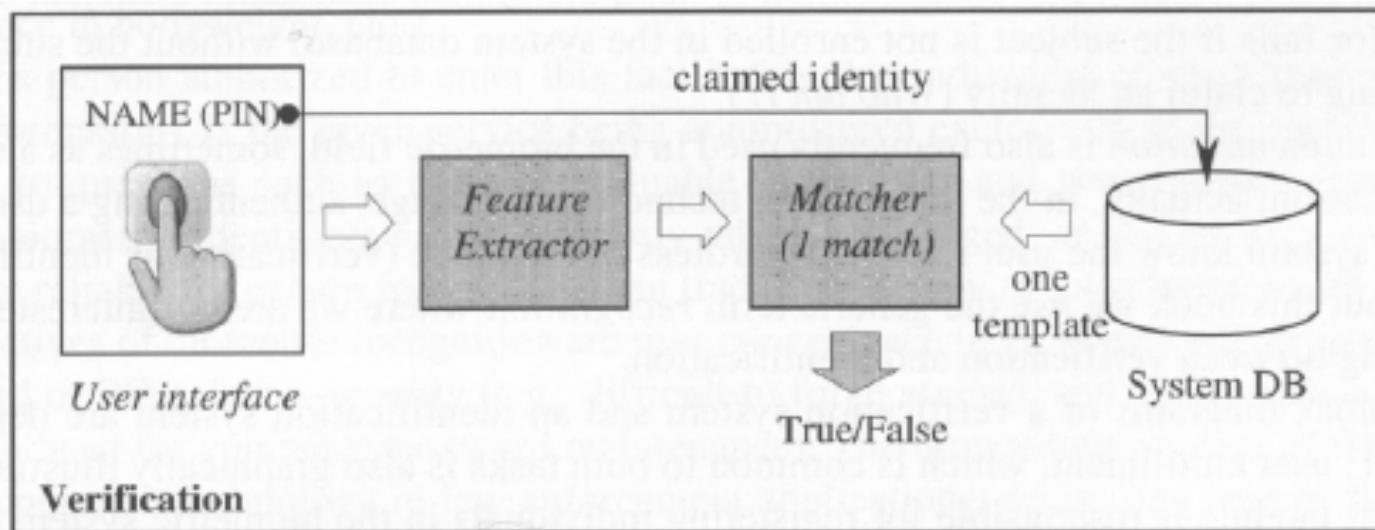 claimed identity
NAME (PIN)
Feature
Extractor
Matcher
(1 match)
one
template
System DB
User interface
True/False
Verification